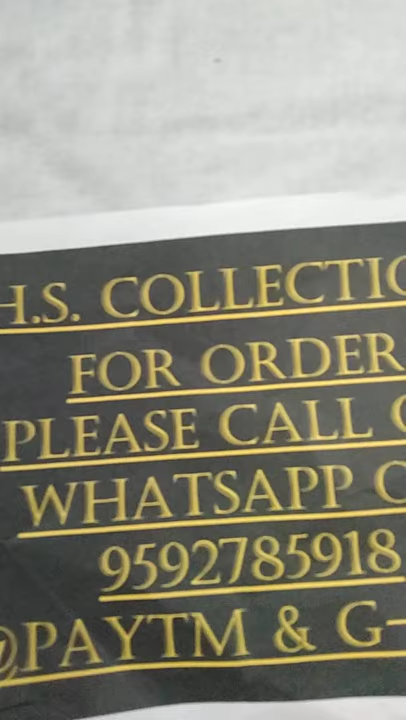 H.S. COLLECTIO
FOR ORDER
PLEASE CALL
WHATSAPP
9592785918
@PAYTM & G-